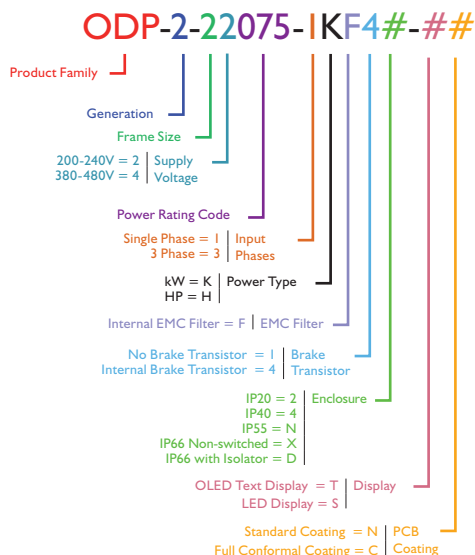 ODP-2-22075-1KF4#-##
Product Family
Generation
Frame Size
200-240V = 2 | Supply
380-480V = 4 | Voltage
Power Rating Code
Single Phase = 1 | Input
3 Phase = 3 | Phases
kW = K | Power Type
HP = H
Internal EMC Filter = F | EMC Filter
No Brake Transistor = 1 | Brake
Internal Brake Transistor = 4 | Transistor
IP20 = 2 | Enclosure
IP40 = 4
IP55 = N
IP66 Non-switched = X
IP66 with Isolator = D
OLED Text Display = T | Display
LED Display = S
Standard Coating = N | PCB
Full Conformal Coating = C | Coating